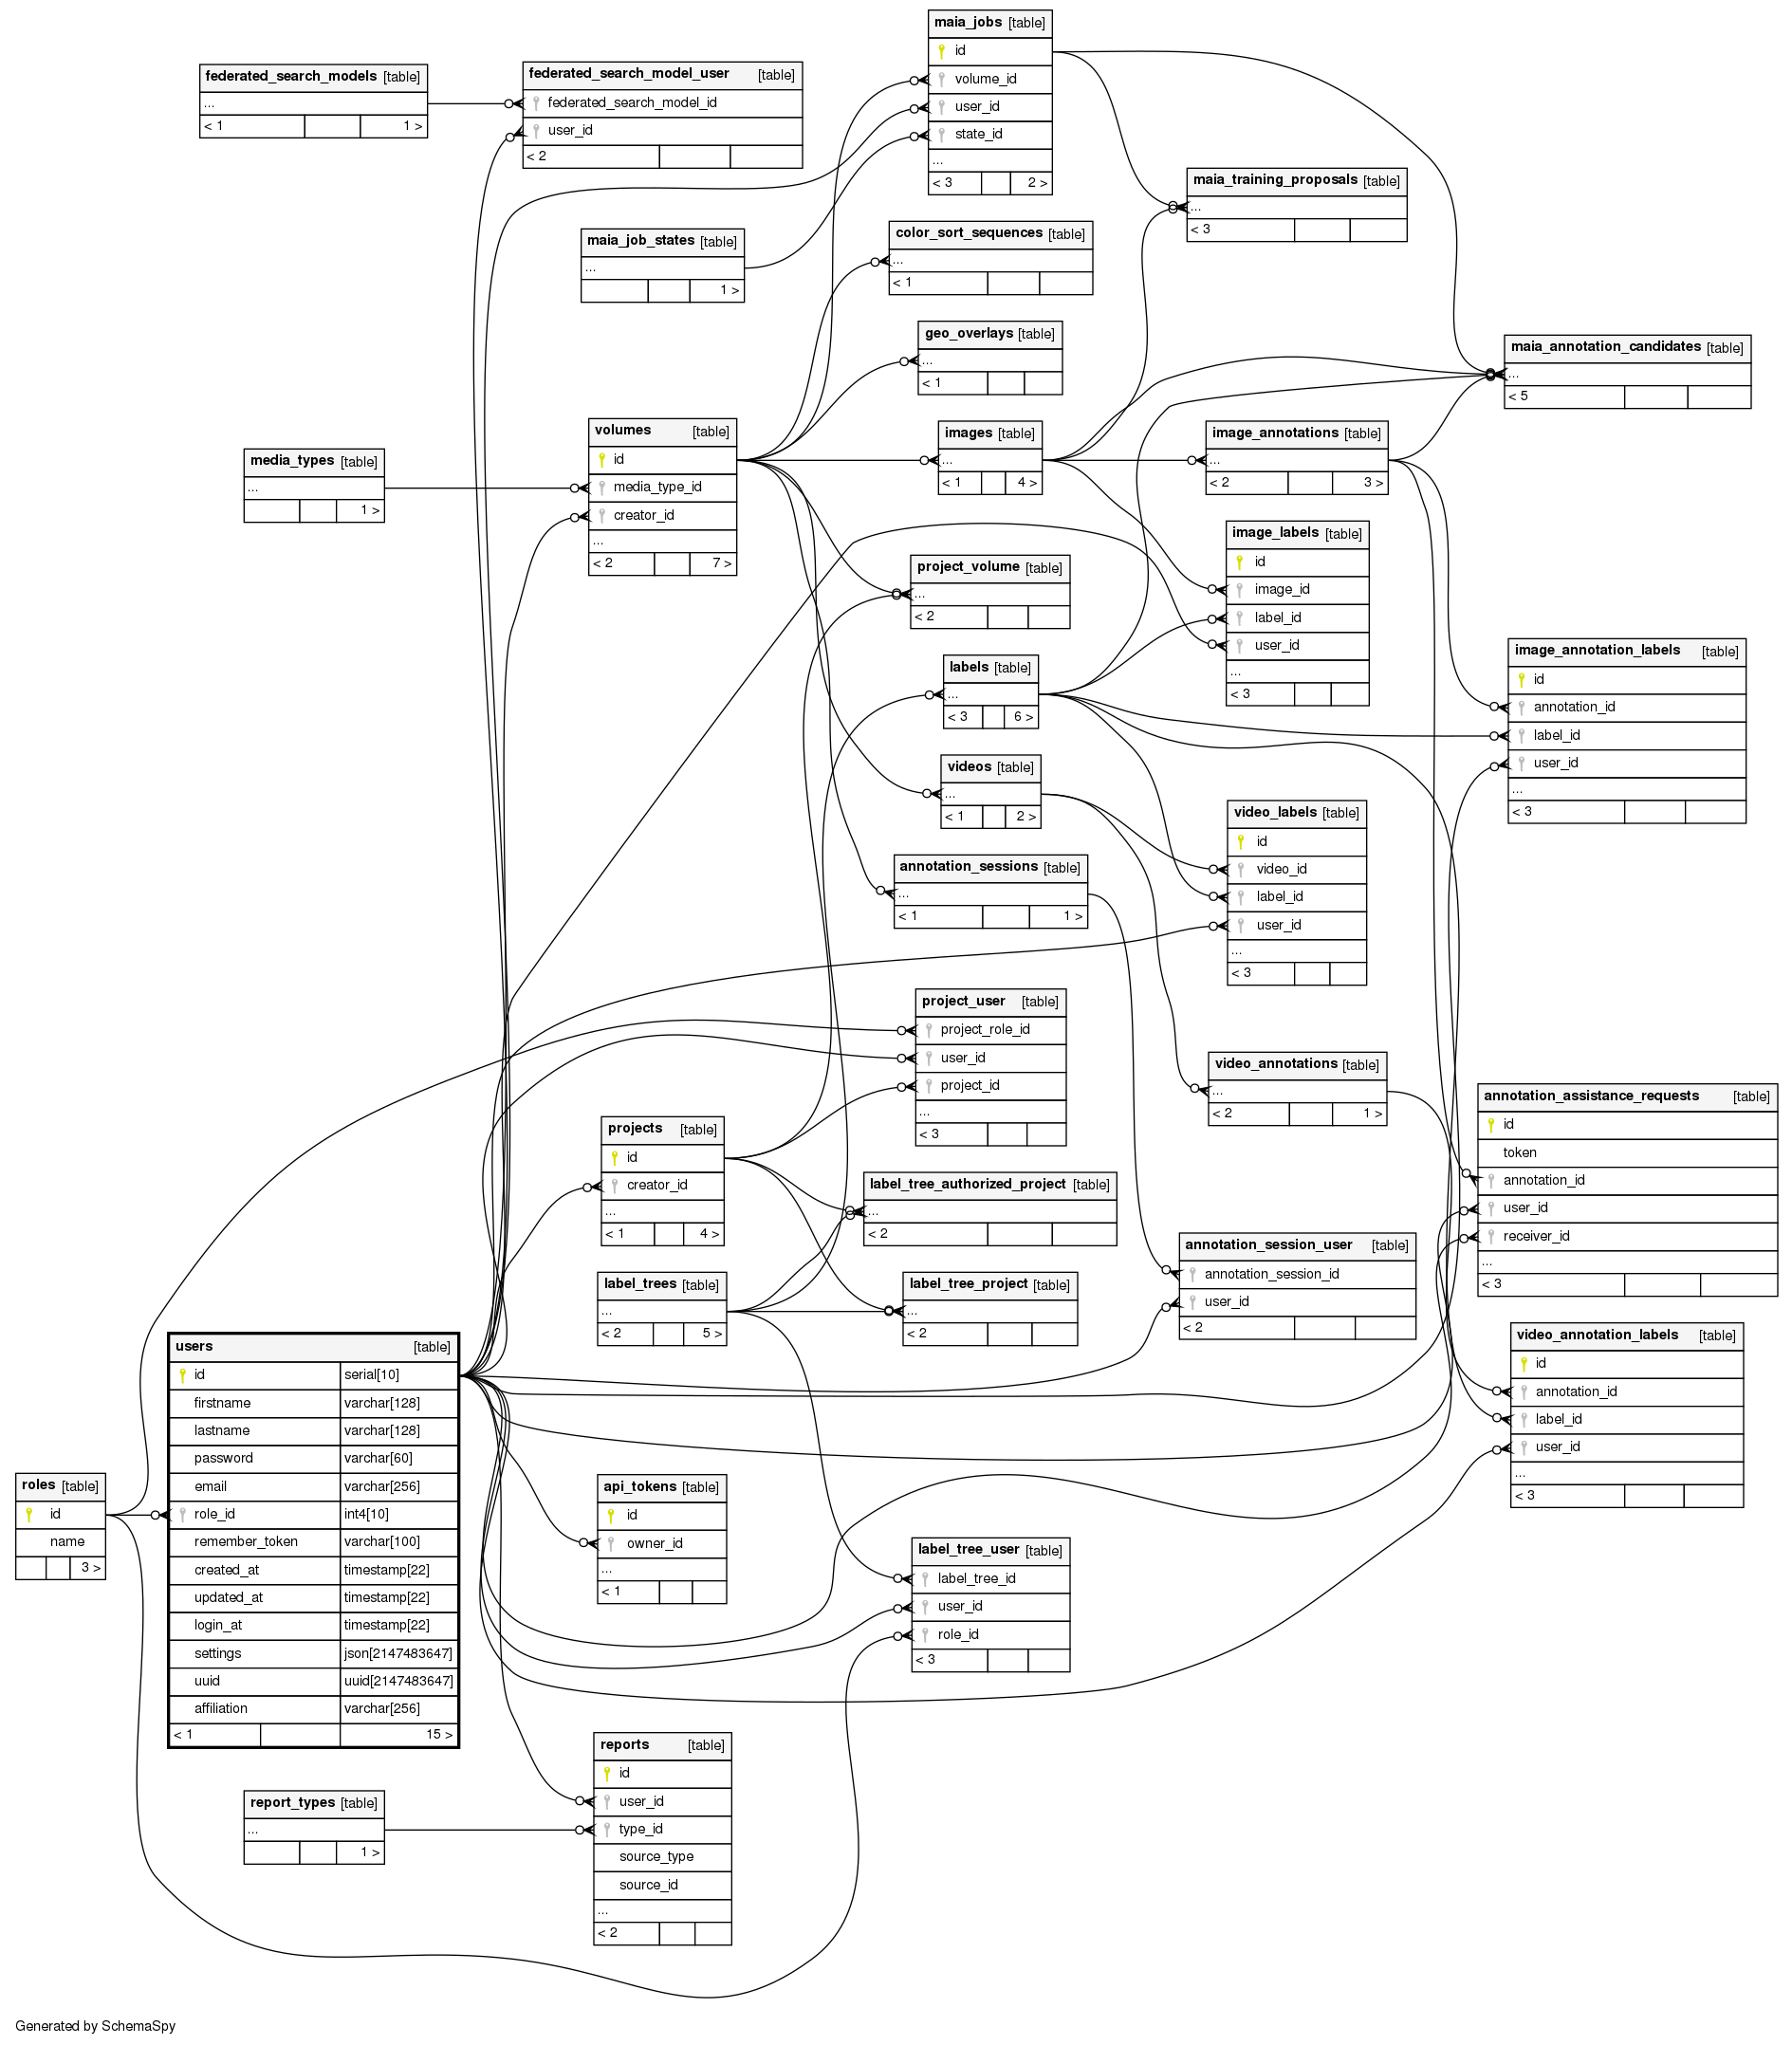 maia_jobs [table]
id
volume_id
user_id
state_id
...
< 3 2 >
federated_search_models [table]
...
< 1 1 >
federated_search_model_user [table]
federated_search_model_id
user_id
< 2
maia_training_proposals [table]
...
< 3
maia_job_states [table]
...
1 >
color_sort_sequences [table]
...
< 1
geo_overlays [table]
...
< 1
maia_annotation_candidates [table]
...
< 5
volumes [table]
id
media_type_id
creator_id
...
< 2 7 >
media_types [table]
...
1 >
images [table]
...
< 1 4 >
image_annotations [table]
...
< 2 3 >
image_labels [table]
id
image_id
label_id
user_id
...
< 3
project_volume [table]
...
< 2
labels [table]
...
< 3 6 >
image_annotation_labels [table]
id
annotation_id
label_id
user_id
...
< 3
videos [table]
...
< 1 2 >
video_labels [table]
id
video_id
label_id
user_id
...
< 3
annotation_sessions [table]
...
< 1 1 >
project_user [table]
project_role_id
user_id
project_id
...
< 3
video_annotations [table]
...
< 2 1 >
annotation_assistance_requests [table]
id
token
annotation_id
user_id
receiver_id
...
< 3
projects [table]
id
creator_id
...
< 1 4 >
label_tree_authorized_project [table]
...
< 2
annotation_session_user [table]
annotation_session_id
user_id
< 2
label_trees [table]
...
< 2 5 >
label_tree_project [table]
...
< 2
video_annotation_labels [table]
id
annotation_id
label_id
user_id
...
< 3
users [table]
id serial[10]
firstname varchar[128]
lastname varchar[128]
password varchar[60]
email varchar[256]
role_id int4[10]
remember_token varchar[100]
created_at timestamp[22]
updated_at timestamp[22]
login_at timestamp[22]
settings json[2147483647]
uuid uuid[2147483647]
affiliation varchar[256]
< 1 15 >
roles [table]
id
name
3 >
api_tokens [table]
id
owner_id
...
< 1
label_tree_user [table]
label_tree_id
user_id
role_id
< 3
reports [table]
id
user_id
type_id
source_type
source_id
...
< 2
report_types [table]
...
1 >
Generated by SchemaSpy